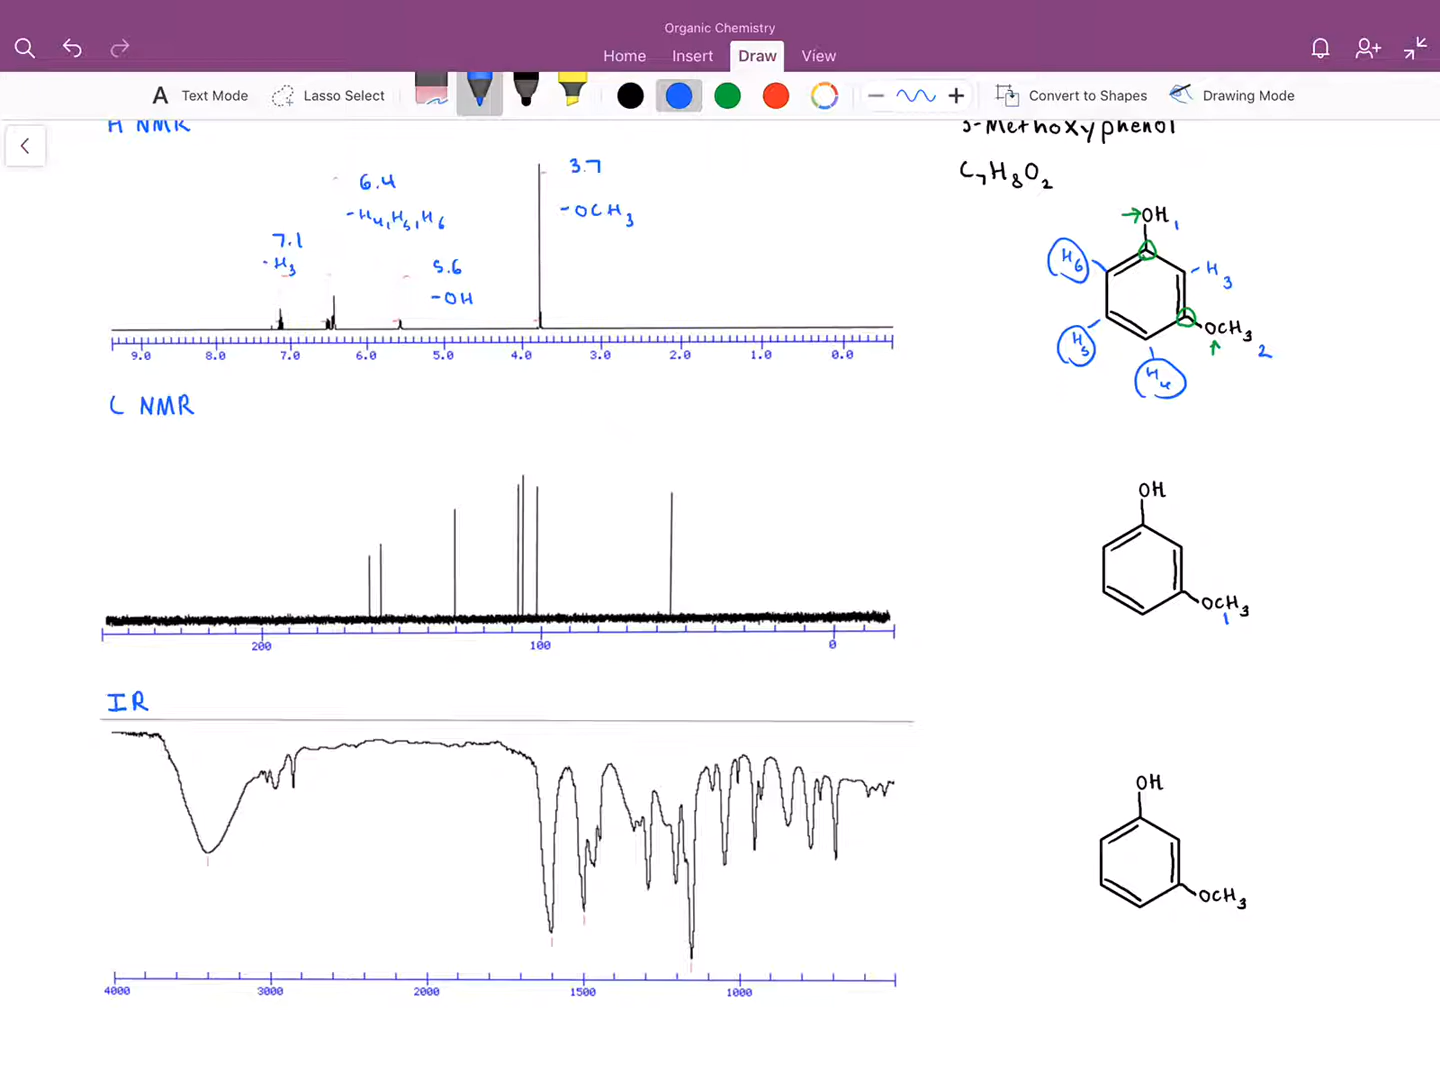 Organic Chemistry
Home Insert Draw View
A Text Mode Lasso Select Convert to Shapes Drawing Mode
H NMR
3-Methoxyphenol
C7H8O2
3.7
-OCH3
6.4
-H4,H5,H6
7.1
-H3
5.6
-OH
9.0 8.0 7.0 6.0 5.0 4.0 3.0 2.0 1.0 0.0
OH 1
H6
H3
OCH3 2
H5
H4
C NMR
200 100 0
OH
OCH3
1
IR
4000 3000 2000 1500 1000
OH
OCH3